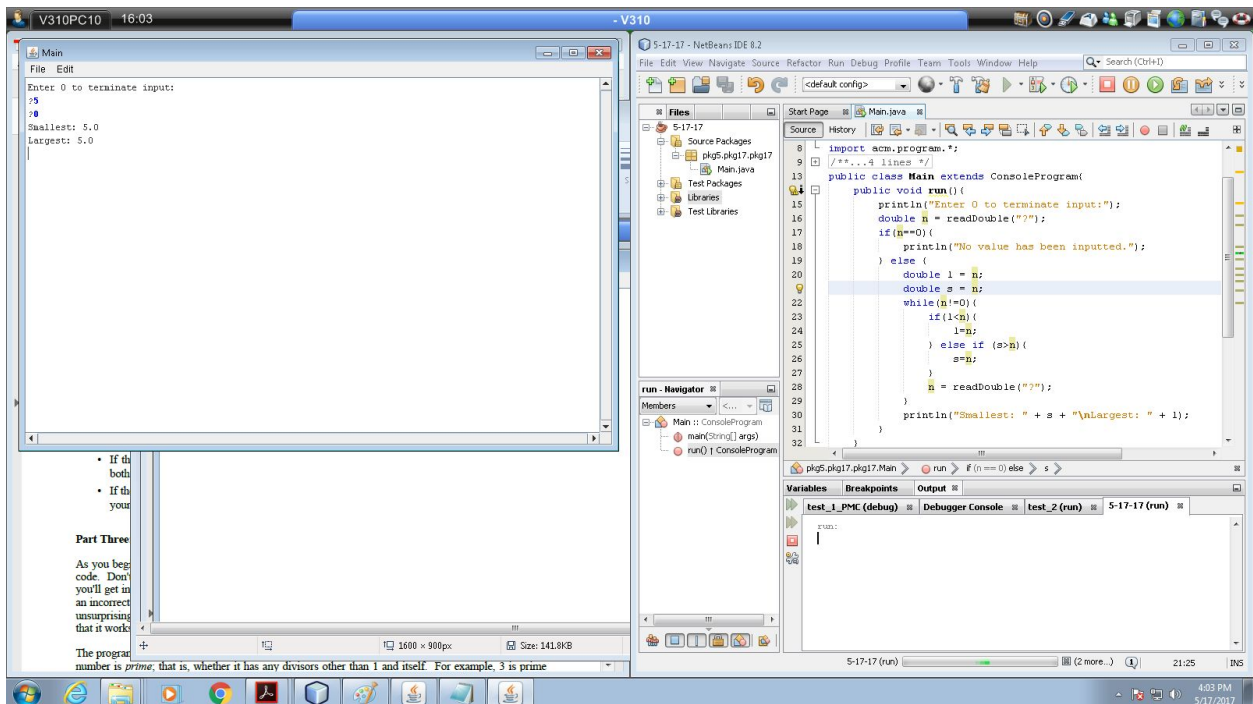 V310PC10 16:03
- V310
Main
File Edit
Enter 0 to terminate input:
?5
?0
Smallest: 5.0
Largest: 5.0
• If th
both
• If th
your
Part Three
As you beg
code. Don't
you'll get in
an incorrect
unsurprising
that it works
The program
number is prime; that is, whether it has any divisors other than 1 and itself. For example, 3 is prime
1600 × 900px Size: 141.8KB
5-17-17 - NetBeans IDE 8.2
File Edit View Navigate Source Refactor Run Debug Profile Team Tools Window Help
Search (Ctrl+I)
<default config>
Files
5-17-17
Source Packages
pkg5.pkg17.pkg17
Main.java
Test Packages
Libraries
Test Libraries
run - Navigator
Members <...
Main :: ConsoleProgram
main(String[] args)
run() ↑ ConsoleProgram
Start Page Main.java
Source History
8 import acm.program.*;
9 /**...4 lines */
13 public class Main extends ConsoleProgram{
public void run(){
15 println("Enter 0 to terminate input:");
16 double n = readDouble("?");
17 if(n==0){
18 println("No value has been inputted.");
19 } else {
20 double l = n;
double s = n;
22 while(n!=0){
23 if(l<n){
24 l=n;
25 } else if (s>n){
26 s=n;
27 }
28 n = readDouble("?");
29 }
30 println("Smallest: " + s + "\nLargest: " + l);
31 }
32 }
pkg5.pkg17.pkg17.Main run if (n == 0) else s
Variables Breakpoints Output
test_1_PMC (debug) Debugger Console test_2 (run) 5-17-17 (run)
run:
5-17-17 (run) (2 more...) 1 21:25 INS
4:03 PM
5/17/2017